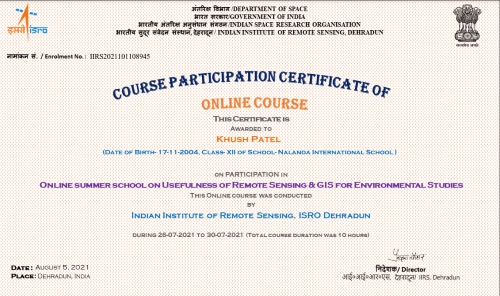 अंतरिक्ष विभाग /DEPARTMENT OF SPACE
भारत सरकार/GOVERNMENT OF INDIA
भारतीय अंतरिक्ष अनुसंधान संगठन/INDIAN SPACE RESEARCH ORGANISATION
भारतीय सुदूर संवेदन संस्थान, देहरादून/ INDIAN INSTITUTE OF REMOTE SENSING, DEHRADUN
इसरो isro
नामांकन सं. / Enrolment No.: IIRS2021101108945
COURSE PARTICIPATION CERTIFICATE OF
ONLINE COURSE
THIS CERTIFICATE IS
AWARDED TO
KHUSH PATEL
(DATE OF BIRTH- 17-11-2004, CLASS- XII OF SCHOOL- NALANDA INTERNATIONAL SCHOOL )
ON PARTICIPATION IN
ONLINE SUMMER SCHOOL ON USEFULNESS OF REMOTE SENSING & GIS FOR ENVIRONMENTAL STUDIES
THIS ONLINE COURSE WAS CONDUCTED
BY
INDIAN INSTITUTE OF REMOTE SENSING, ISRO DEHRADUN
DURING 26-07-2021 TO 30-07-2021 (TOTAL COURSE DURATION WAS 10 HOURS)
DATE : AUGUST 5, 2021
PLACE: DEHRADUN, INDIA
निदेशक/ Director
आई०आई०आर०एस, देहरादून/ IIRS, Dehradun